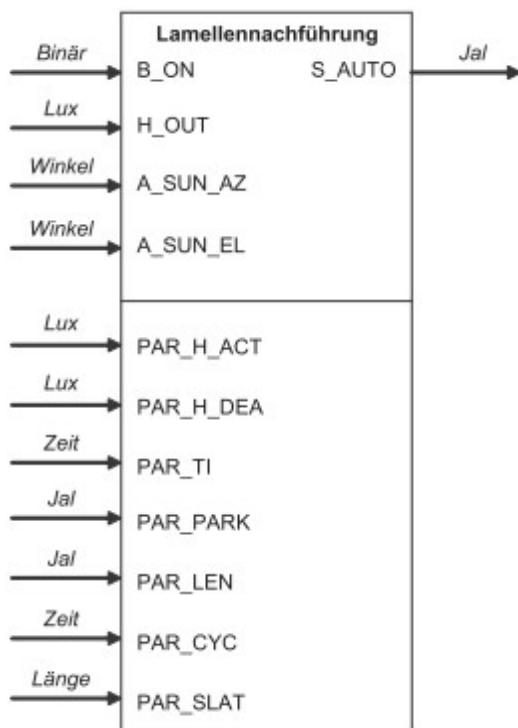 Lamellennachführung
Binär
B_ON
S_AUTO
Jal
Lux
H_OUT
Winkel
A_SUN_AZ
Winkel
A_SUN_EL
Lux
PAR_H_ACT
Lux
PAR_H_DEA
Zeit
PAR_TI
Jal
PAR_PARK
Jal
PAR_LEN
Zeit
PAR_CYC
Länge
PAR_SLAT